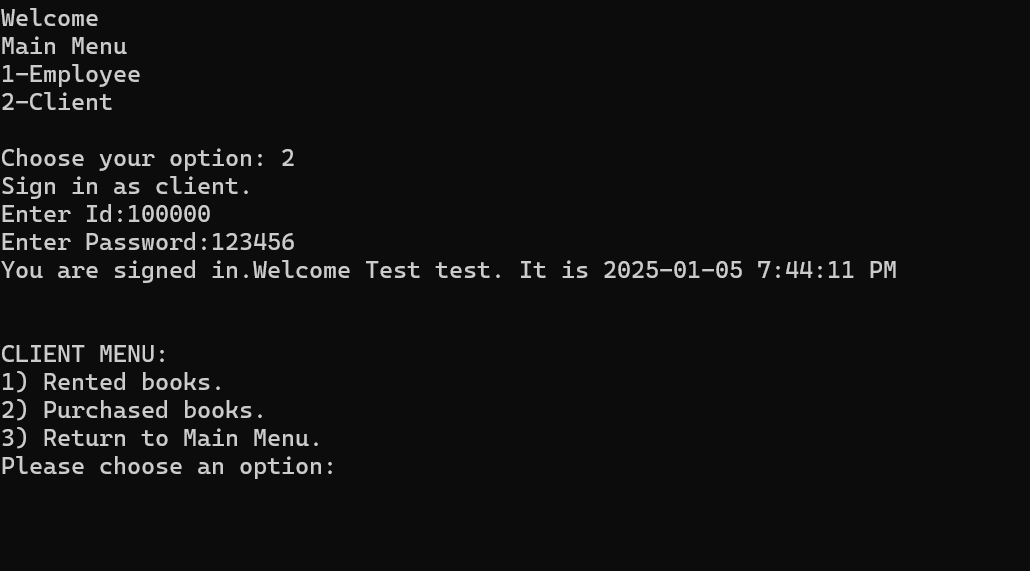 Welcome
Main Menu
1-Employee
2-Client
Choose your option: 2
Sign in as client.
Enter Id:100000
Enter Password:123456
You are signed in.Welcome Test test. It is 2025-01-05 7:44:11 PM
CLIENT MENU:
1) Rented books.
2) Purchased books.
3) Return to Main Menu.
Please choose an option: